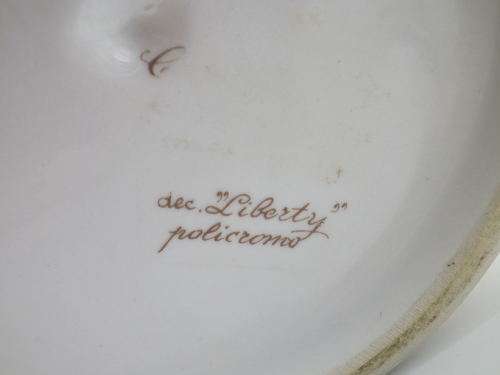 C
dec. "Liberty"
policromo